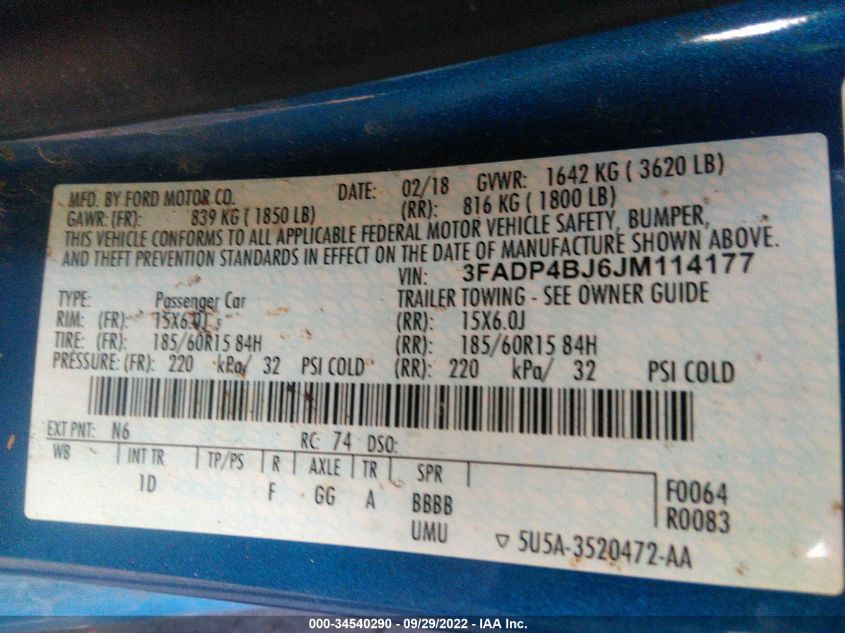 MFD. BY FORD MOTOR CO. DATE: 02/18 GVWR: 1642 KG ( 3620 LB)
GAWR: (FR): 839 KG ( 1850 LB) (RR): 816 KG ( 1800 LB)
THIS VEHICLE CONFORMS TO ALL APPLICABLE FEDERAL MOTOR VEHICLE SAFETY, BUMPER,
AND THEFT PREVENTION STANDARDS IN EFFECT ON THE DATE OF MANUFACTURE SHOWN ABOVE.
VIN: 3FADP4BJ6JM114177
TYPE: Passenger Car TRAILER TOWING - SEE OWNER GUIDE
RIM: (FR): 15X6.0J (RR): 15X6.0J
TIRE: (FR): 185/60R15 84H (RR): 185/60R15 84H
PRESSURE: (FR): 220 kPa/ 32 PSI COLD (RR): 220 kPa/ 32 PSI COLD
EXT PNT: N6 RC: 74 DSO:
WB INT TR TP/PS R AXLE TR SPR
1D F GG A BBBB F0064
UMU R0083
5U5A-3520472-AA
000-34540290 - 09/29/2022 - IAA Inc.